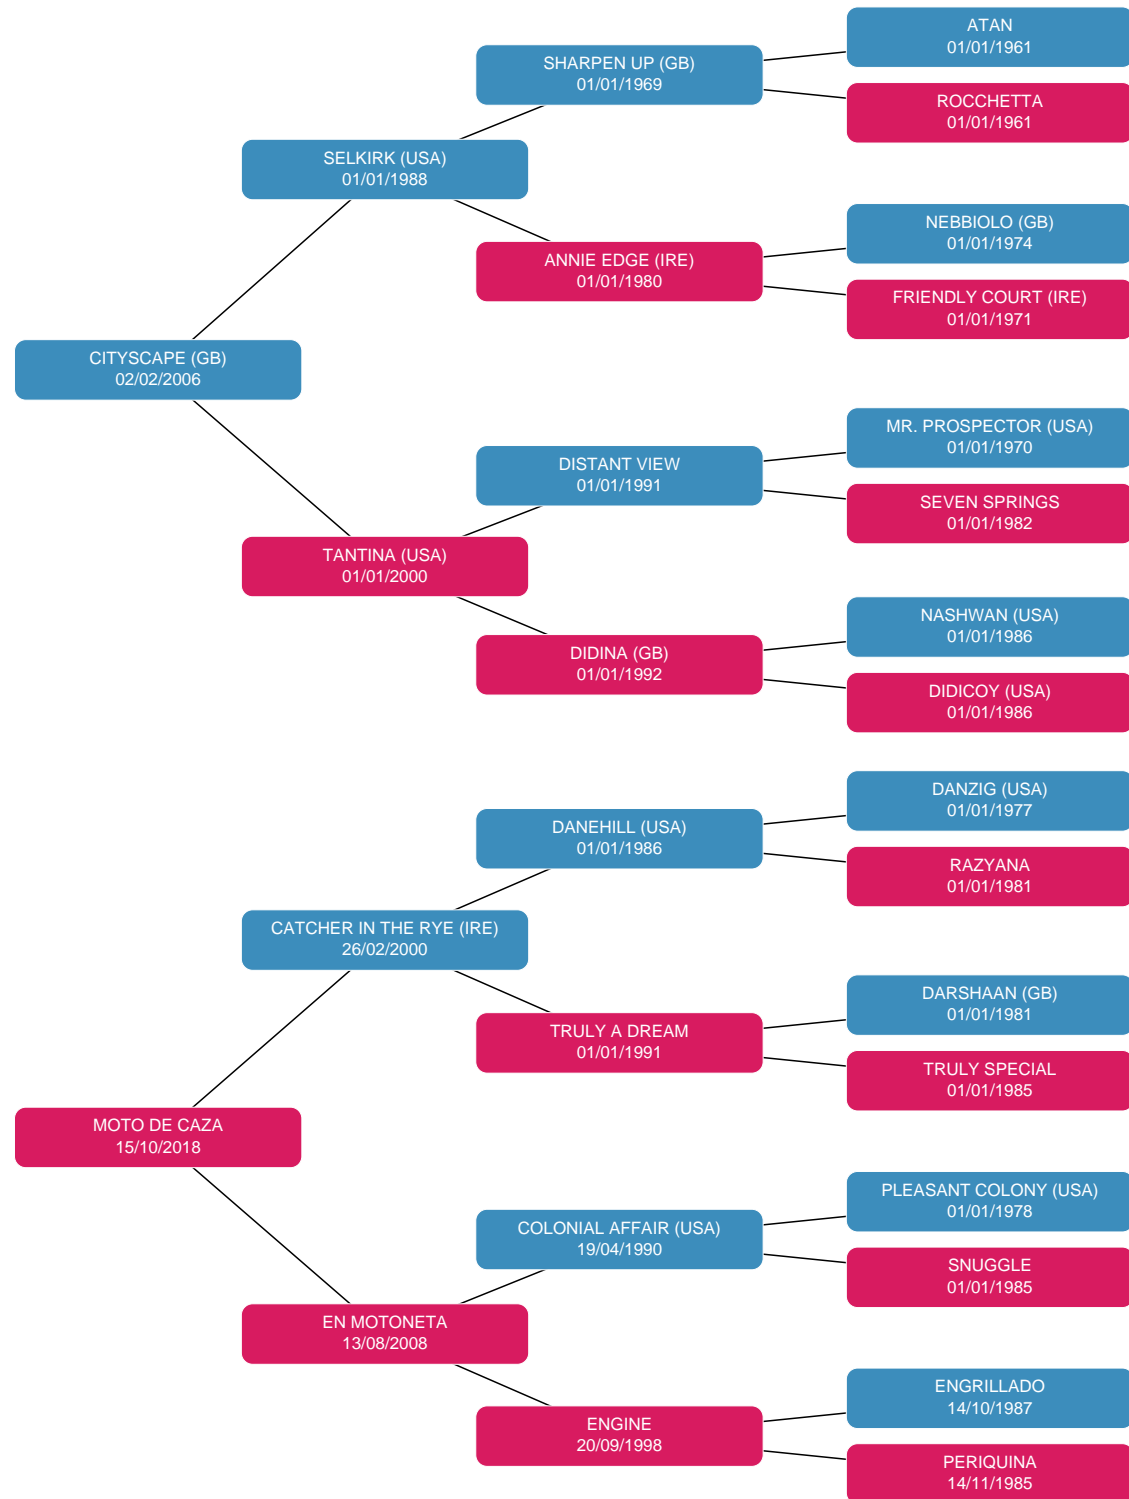 ATAN
01/01/1961
SHARPEN UP (GB)
01/01/1969
ROCCHETTA
01/01/1961
SELKIRK (USA)
01/01/1988
NEBBIOLO (GB)
01/01/1974
ANNIE EDGE (IRE)
01/01/1980
FRIENDLY COURT (IRE)
01/01/1971
CITYSCAPE (GB)
02/02/2006
MR. PROSPECTOR (USA)
01/01/1970
DISTANT VIEW
01/01/1991
SEVEN SPRINGS
01/01/1982
TANTINA (USA)
01/01/2000
NASHWAN (USA)
01/01/1986
DIDINA (GB)
01/01/1992
DIDICOY (USA)
01/01/1986
DANZIG (USA)
01/01/1977
DANEHILL (USA)
01/01/1986
RAZYANA
01/01/1981
CATCHER IN THE RYE (IRE)
26/02/2000
DARSHAAN (GB)
01/01/1981
TRULY A DREAM
01/01/1991
TRULY SPECIAL
01/01/1985
MOTO DE CAZA
15/10/2018
PLEASANT COLONY (USA)
01/01/1978
COLONIAL AFFAIR (USA)
19/04/1990
SNUGGLE
01/01/1985
EN MOTONETA
13/08/2008
ENGRILLADO
14/10/1987
ENGINE
20/09/1998
PERIQUINA
14/11/1985